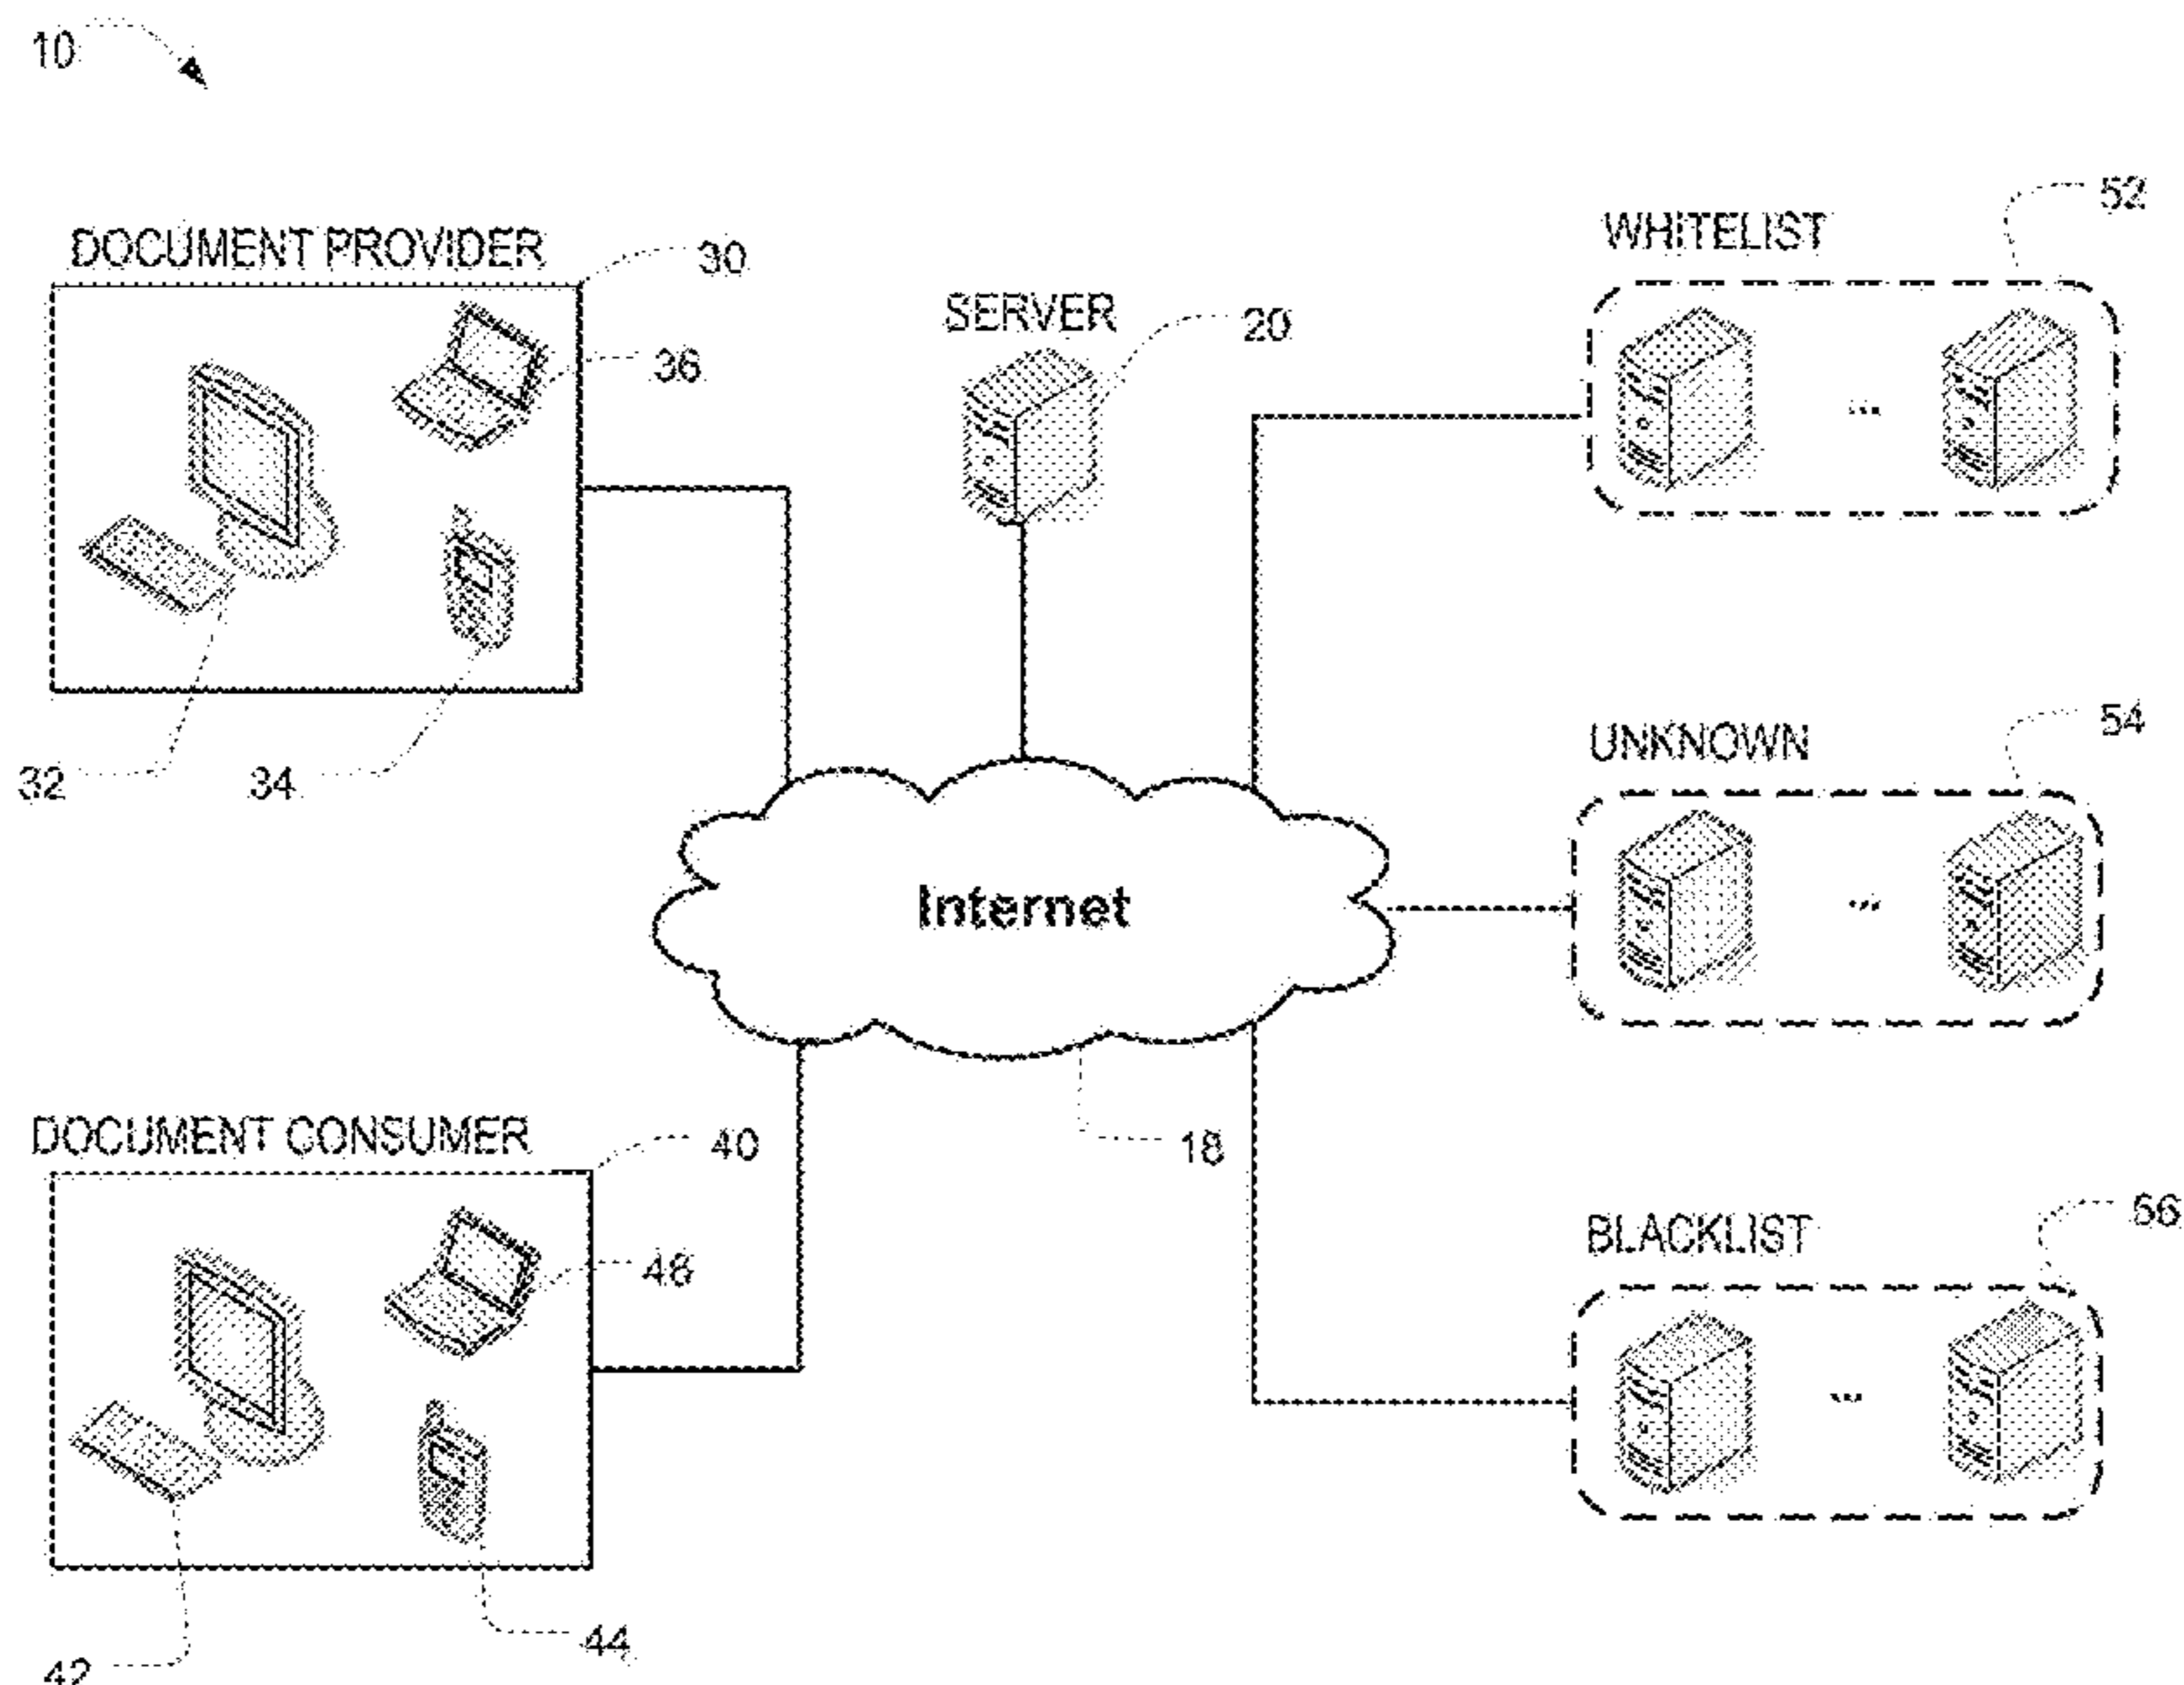 10
DOCUMENT PROVIDER
30
36
32
34
SERVER
20
WHITELIST
52
UNKNOWN
54
Internet
18
DOCUMENT CONSUMER
40
46
42
44
BLACKLIST
56